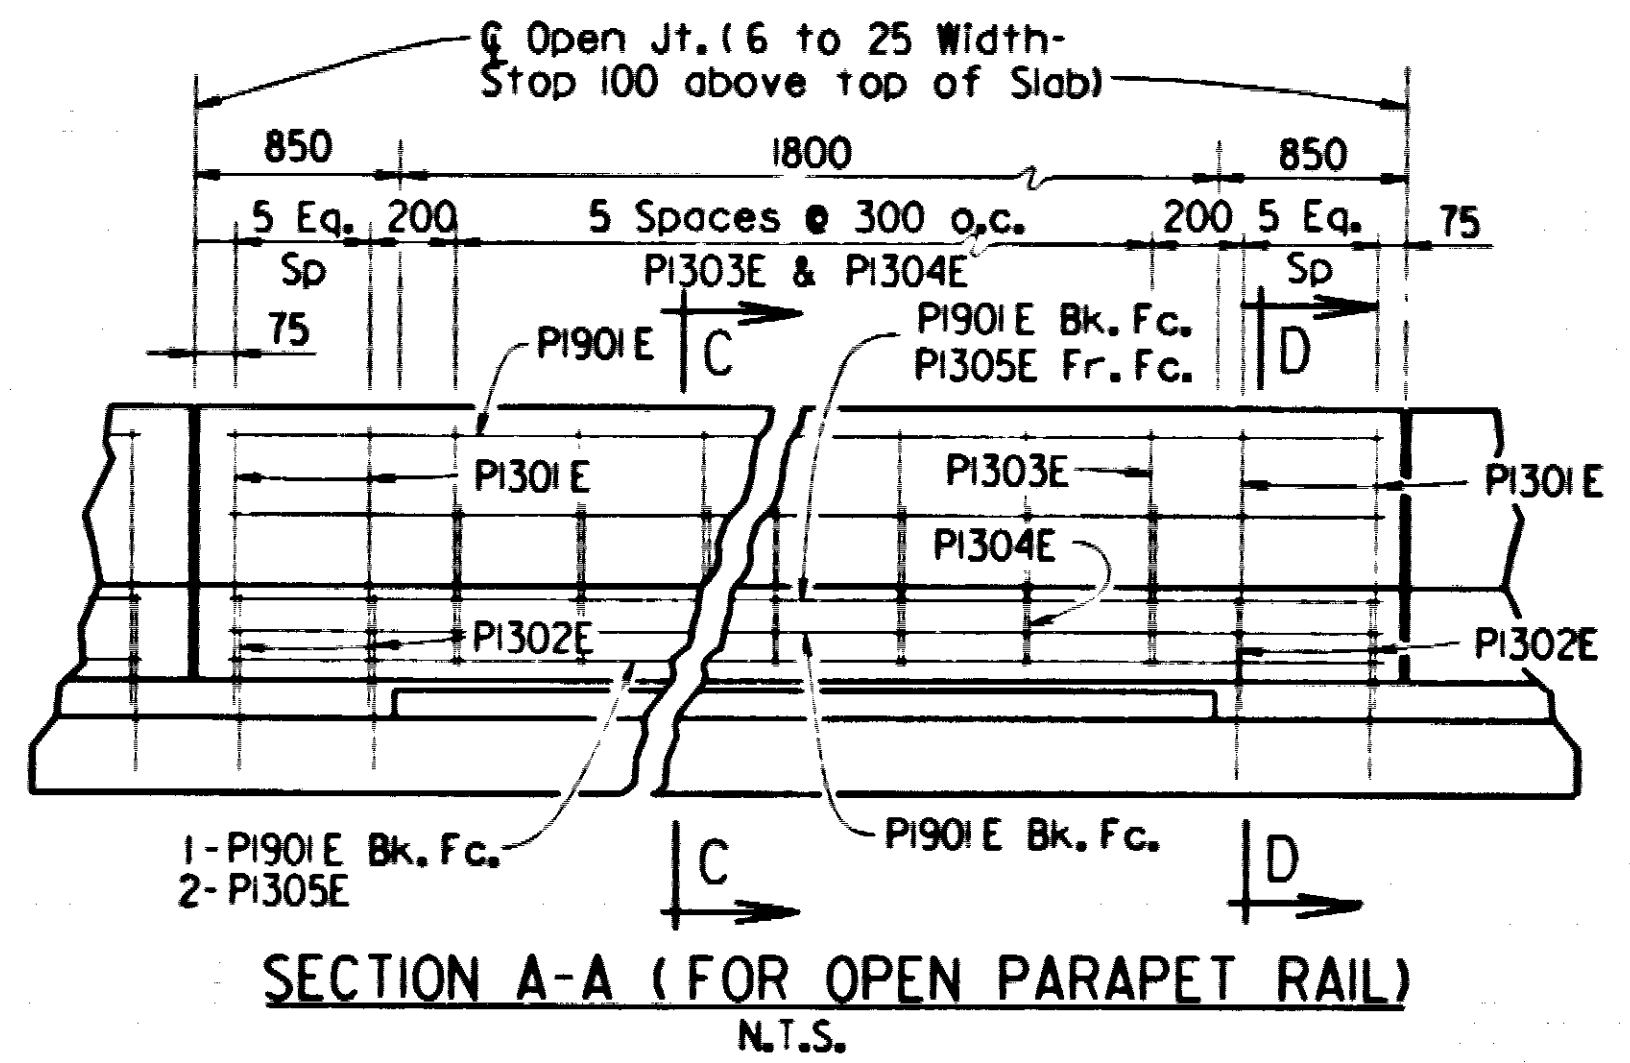 ℄ Open Jt. (6 to 25 Width-
Stop 100 above top of Slab)
850 1800 850
5 Eq. 200 5 Spaces @ 300 o.c. 200 5 Eq. 75
Sp P1303E & P1304E Sp
75 P1901E C P1901E Bk. Fc. D
P1305E Fr. Fc.
P1301E P1303E P1301E
P1304E
P1302E P1302E
1-P1901E Bk. Fc. C P1901E Bk. Fc. D
2-P1305E
SECTION A-A (FOR OPEN PARAPET RAIL)
N.T.S.